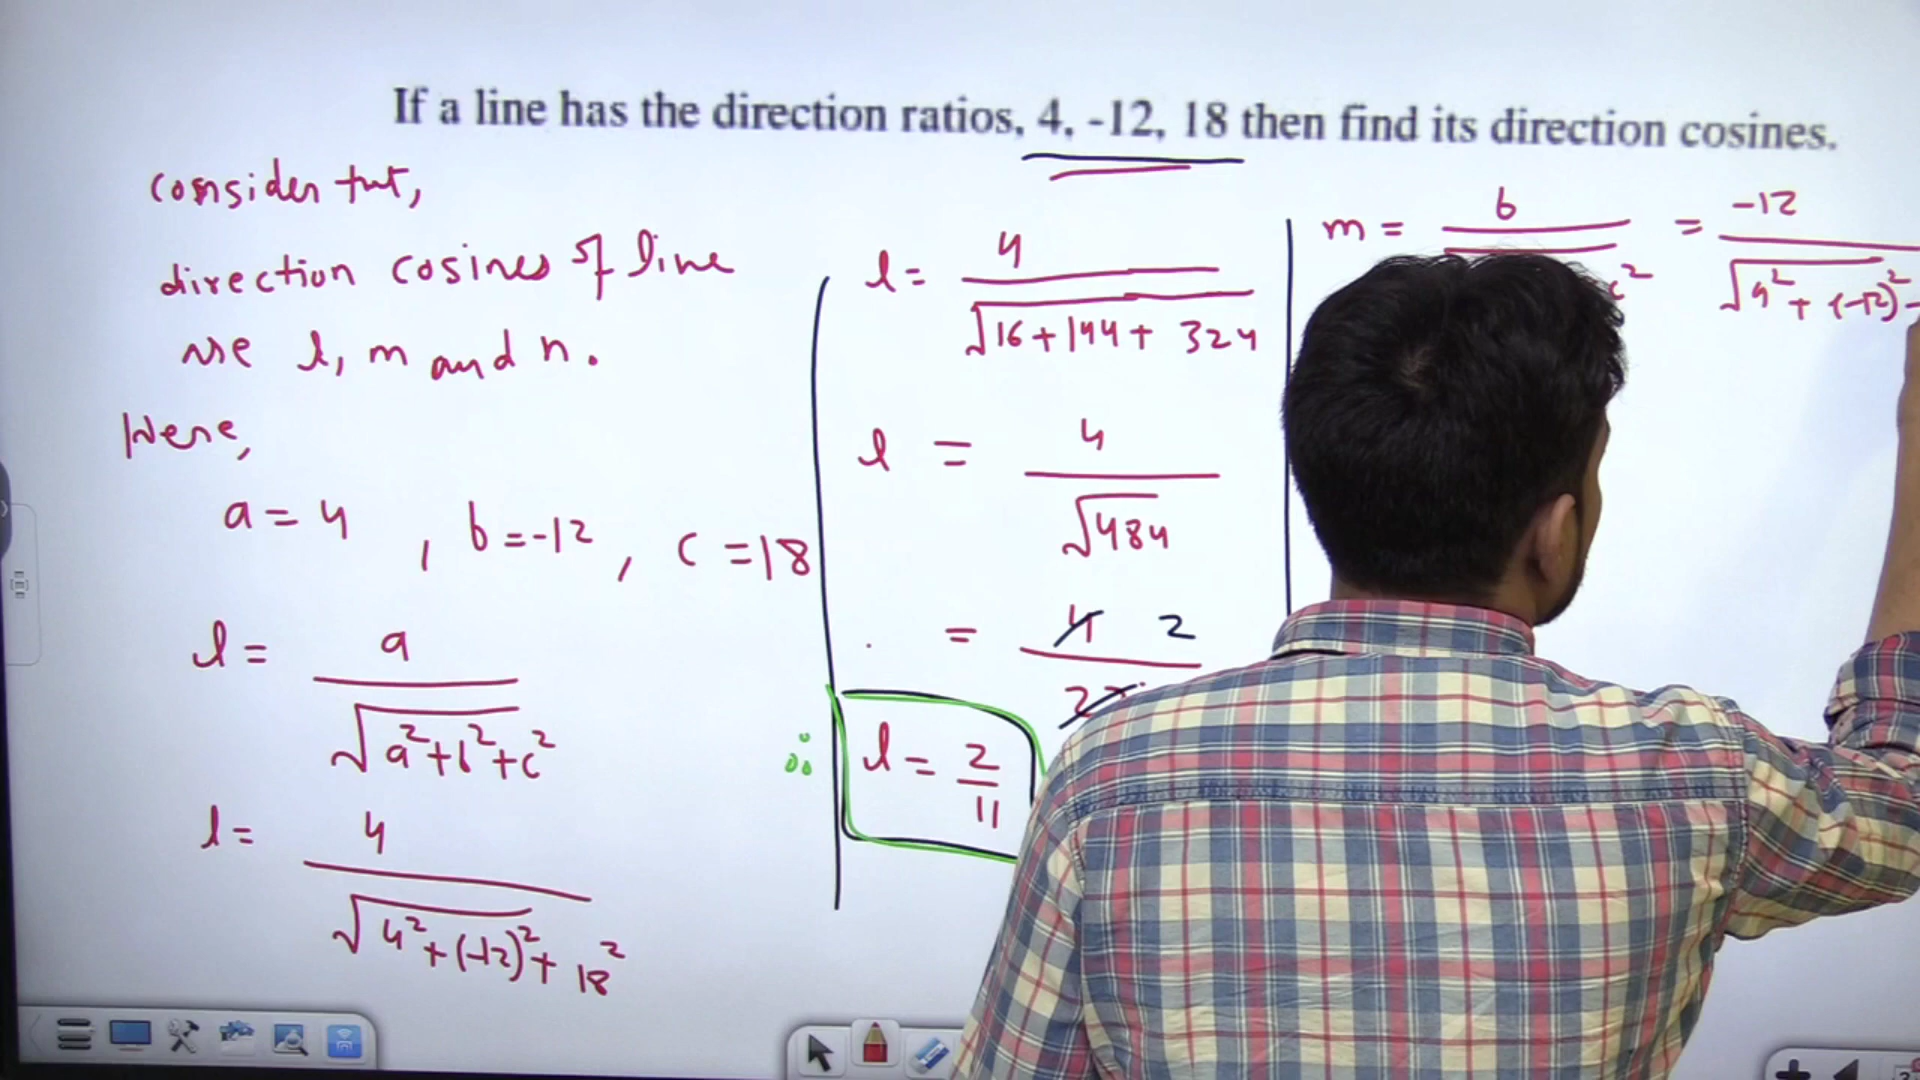 If a line has the direction ratios, 4, -12, 18 then find its direction cosines.
consider tht,
direction cosines of line
are l, m and n.
Here,
a = 4 , b = -12 , c = 18
l = a / √a²+b²+c²
l = 4 / √4²+(-12)²+18²
l = 4 / √16+144+324
l = 4 / √484
= 4 2
∴ l = 2/11
m = b / c² = -12 / √4²+(-12)²